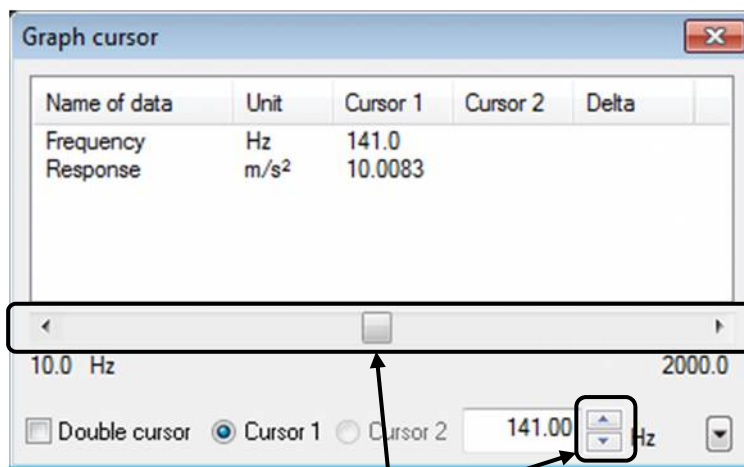 Graph cursor
Name of data Unit Cursor 1 Cursor 2 Delta
Frequency Hz 141.0
Response m/s² 10.0083
10.0 Hz 2000.0
Double cursor Cursor 1 Cursor 2 141.00 Hz